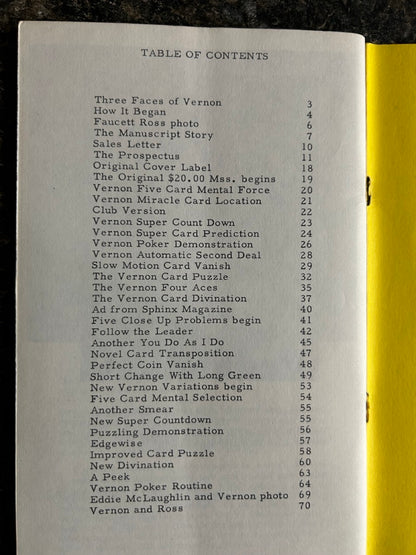 TABLE OF CONTENTS
Three Faces of Vernon 3
How It Began 4
Faucett Ross photo 6
The Manuscript Story 7
Sales Letter 10
The Prospectus 11
Original Cover Label 18
The Original $20.00 Mss. begins 19
Vernon Five Card Mental Force 20
Vernon Miracle Card Location 21
Club Version 22
Vernon Super Count Down 23
Vernon Super Card Prediction 24
Vernon Poker Demonstration 26
Vernon Automatic Second Deal 28
Slow Motion Card Vanish 29
The Vernon Card Puzzle 32
The Vernon Four Aces 35
The Vernon Card Divination 37
Ad from Sphinx Magazine 40
Five Close Up Problems begin 41
Follow the Leader 42
Another You Do As I Do 45
Novel Card Transposition 47
Perfect Coin Vanish 48
Short Change With Long Green 49
New Vernon Variations begin 53
Five Card Mental Selection 54
Another Smear 55
New Super Countdown 55
Puzzling Demonstration 56
Edgewise 57
Improved Card Puzzle 58
New Divination 60
A Peek 63
Vernon Poker Routine 64
Eddie McLaughlin and Vernon photo 69
Vernon and Ross 70